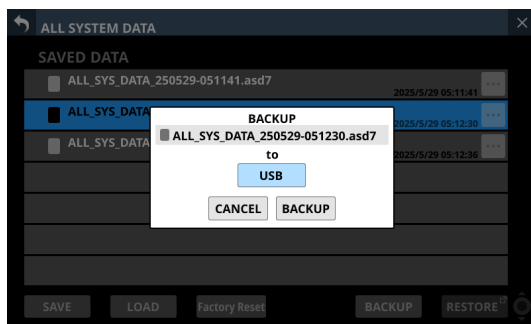 ALL SYSTEM DATA
SAVED DATA
ALL_SYS_DATA_250529-051141.asd7
2025/5/29 05:11:41
ALL_SYS_DATA
2025/5/29 05:12:30
ALL_SYS_DATA
2025/5/29 05:12:36
BACKUP
ALL_SYS_DATA_250529-051230.asd7
to
USB
CANCEL BACKUP
SAVE LOAD Factory Reset BACKUP RESTORE